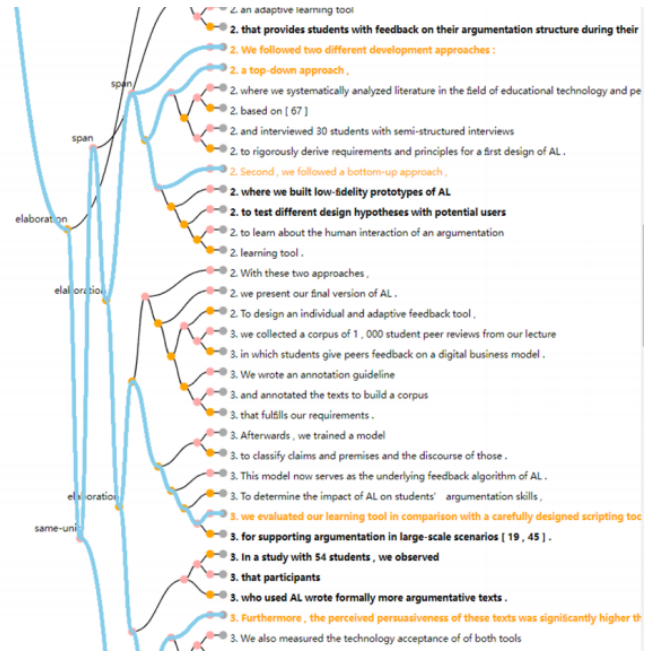 2. an adaptive learning tool
2. that provides students with feedback on their argumentation structure during their
2. We followed two different development approaches :
2. a top-down approach ,
span
2. where we systematically analyzed literature in the field of educational technology and pe
2. based on [ 67 ]
2. and interviewed 30 students with semi-structured interviews
span
2. to rigorously derive requirements and principles for a first design of AL .
2. Second , we followed a bottom-up approach ,
2. where we built low-fidelity prototypes of AL
2. to test different design hypotheses with potential users
elaboration
2. to learn about the human interaction of an argumentation
2. learning tool .
2. With these two approaches ,
elaboration
2. we present our final version of AL .
2. To design an individual and adaptive feedback tool ,
3. we collected a corpus of 1 , 000 student peer reviews from our lecture
3. in which students give peers feedback on a digital business model .
3. We wrote an annotation guideline
3. and annotated the texts to build a corpus
3. that fulfills our requirements .
3. Afterwards , we trained a model
3. to classify claims and premises and the discourse of those .
3. This model now serves as the underlying feedback algorithm of AL .
3. To determine the impact of AL on students' argumentation skills ,
elaboration
3. we evaluated our learning tool in comparison with a carefully designed scripting too
same-unit
3. for supporting argumentation in large-scale scenarios [ 19 , 45 ] .
3. In a study with 54 students , we observed
3. that participants
3. who used AL wrote formally more argumentative texts .
3. Furthermore , the perceived persuasiveness of these texts was significantly higher th
3. We also measured the technology acceptance of of both tools